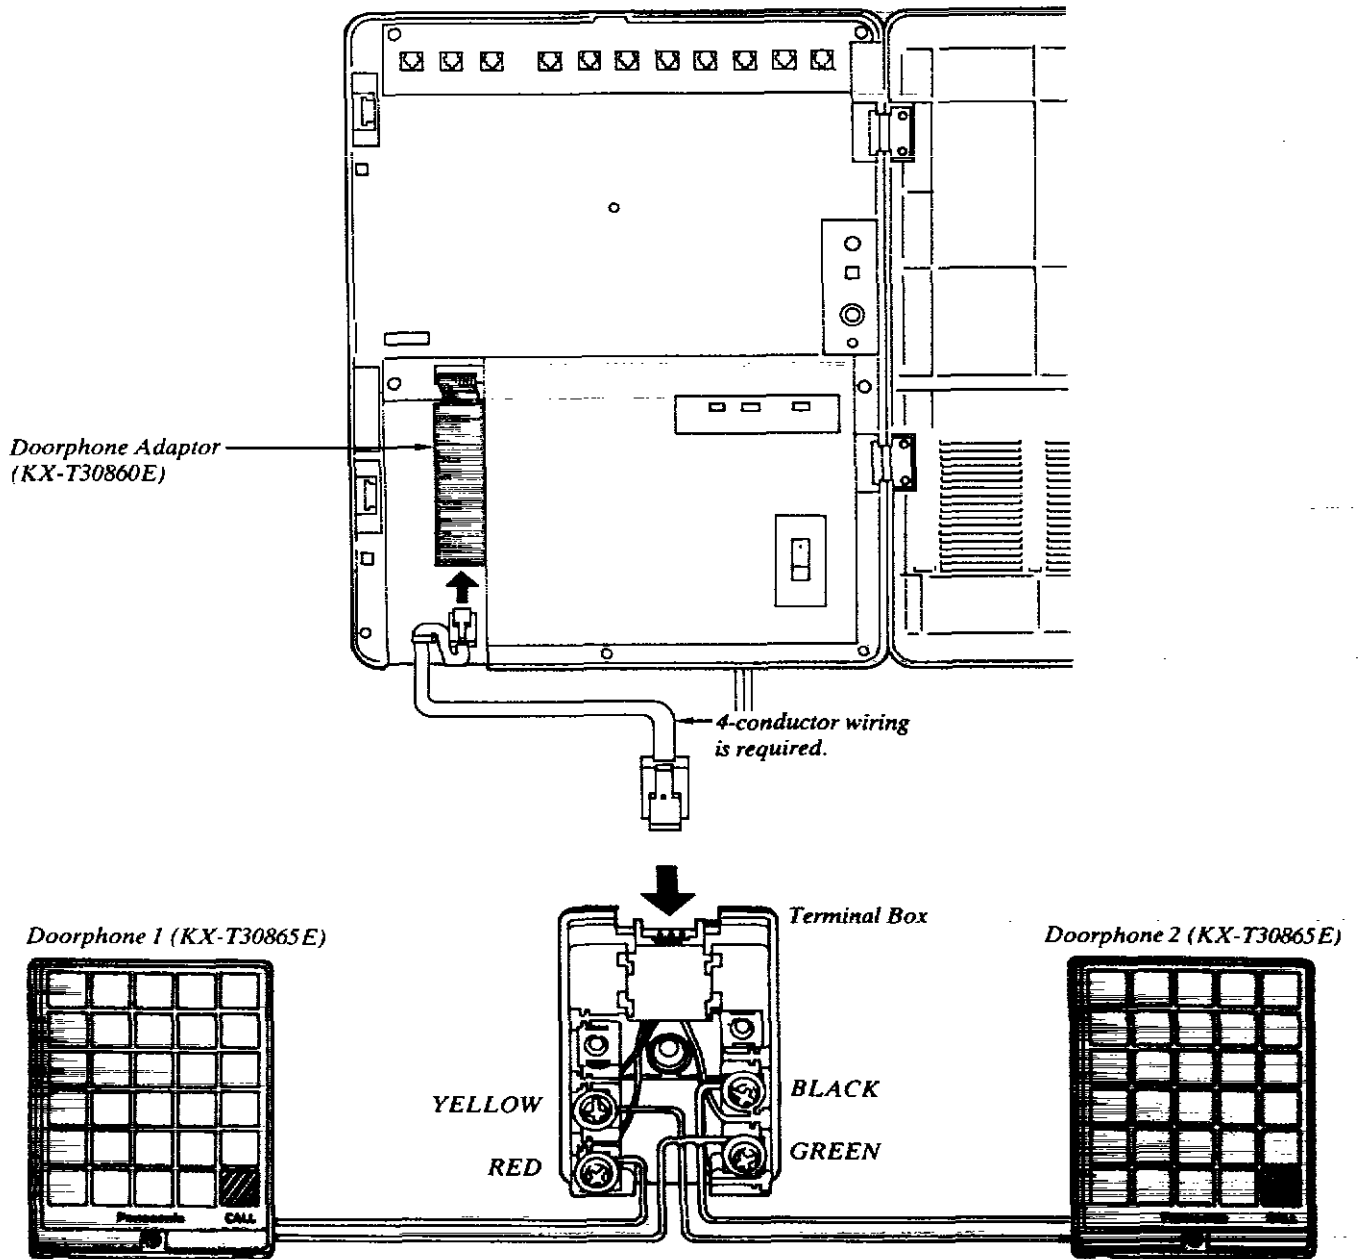 Doorphone Adaptor
(KX-T30860E)
4-conductor wiring
is required.
Terminal Box
Doorphone 1 (KX-T30865E)
Doorphone 2 (KX-T30865E)
YELLOW
BLACK
RED
GREEN
Panasonic CALL
CALL